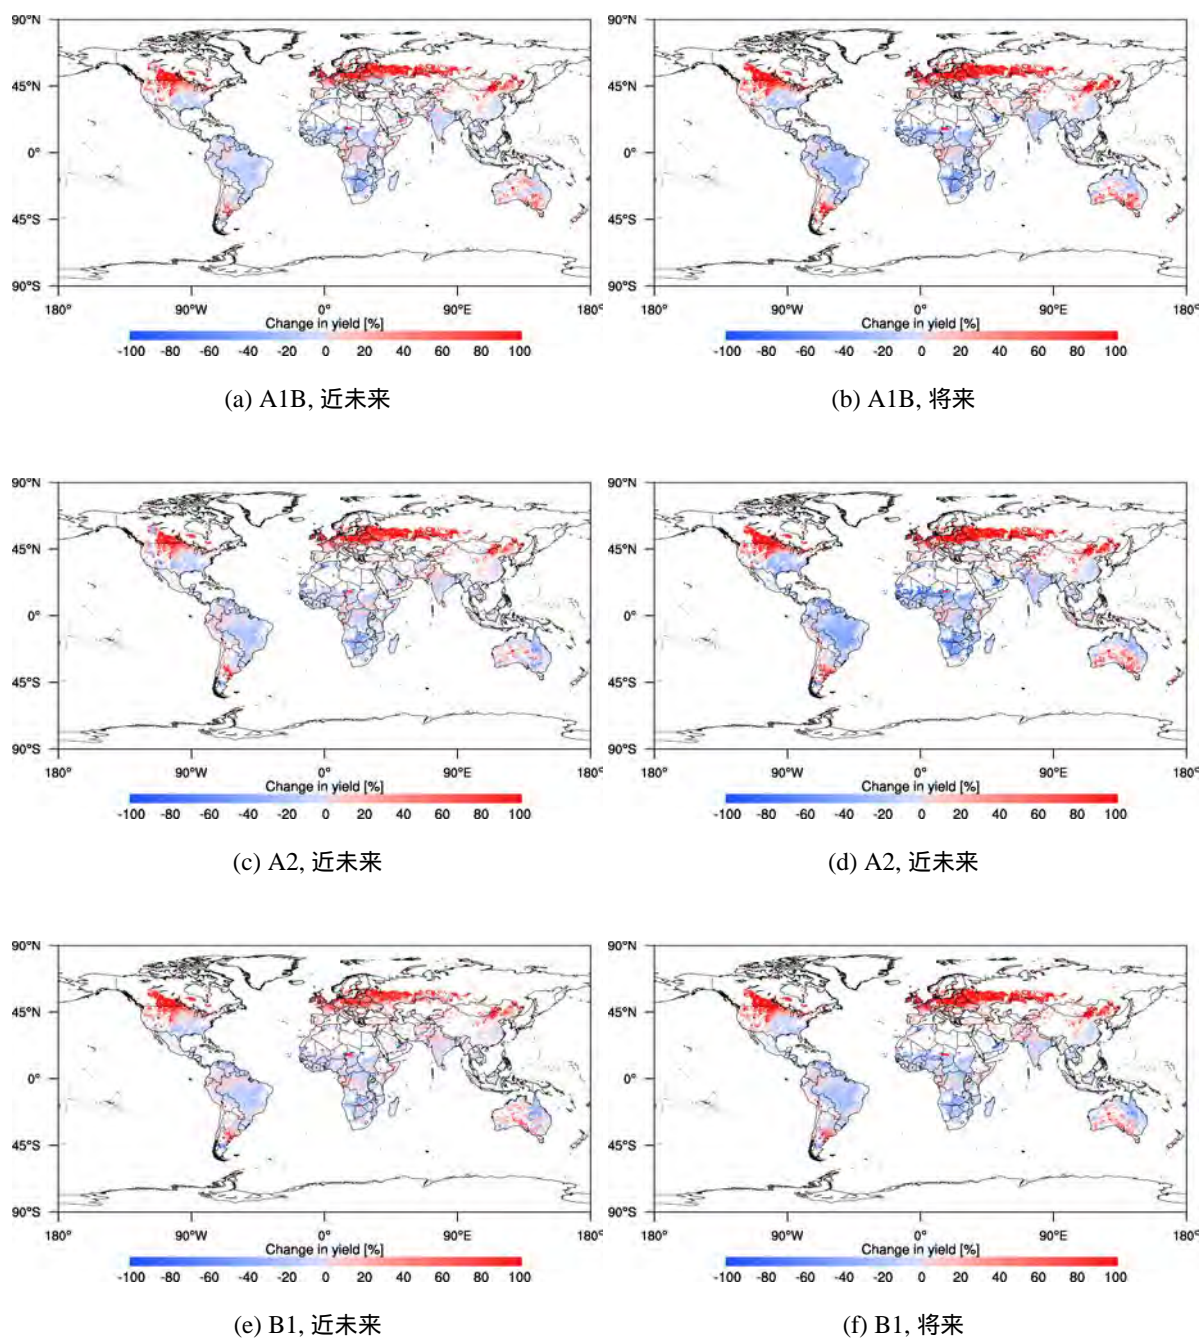 90°N 90°N
45°N 45°N
0° 0°
45°S 45°S
90°S 90°S
180° 90°W 0° 90°E 180° 180° 90°W 0° 90°E 180°
Change in yield [%] Change in yield [%]
-100 -80 -60 -40 -20 0 20 40 60 80 100 -100 -80 -60 -40 -20 0 20 40 60 80 100
(a) A1B, 近未来 (b) A1B, 将来
90°N 90°N
45°N 45°N
0° 0°
45°S 45°S
90°S 90°S
180° 90°W 0° 90°E 180° 180° 90°W 0° 90°E 180°
Change in yield [%] Change in yield [%]
-100 -80 -60 -40 -20 0 20 40 60 80 100 -100 -80 -60 -40 -20 0 20 40 60 80 100
(c) A2, 近未来 (d) A2, 近未来
90°N 90°N
45°N 45°N
0° 0°
45°S 45°S
90°S 90°S
180° 90°W 0° 90°E 180° 180° 90°W 0° 90°E 180°
Change in yield [%] Change in yield [%]
-100 -80 -60 -40 -20 0 20 40 60 80 100 -100 -80 -60 -40 -20 0 20 40 60 80 100
(e) B1, 近未来 (f) B1, 将来